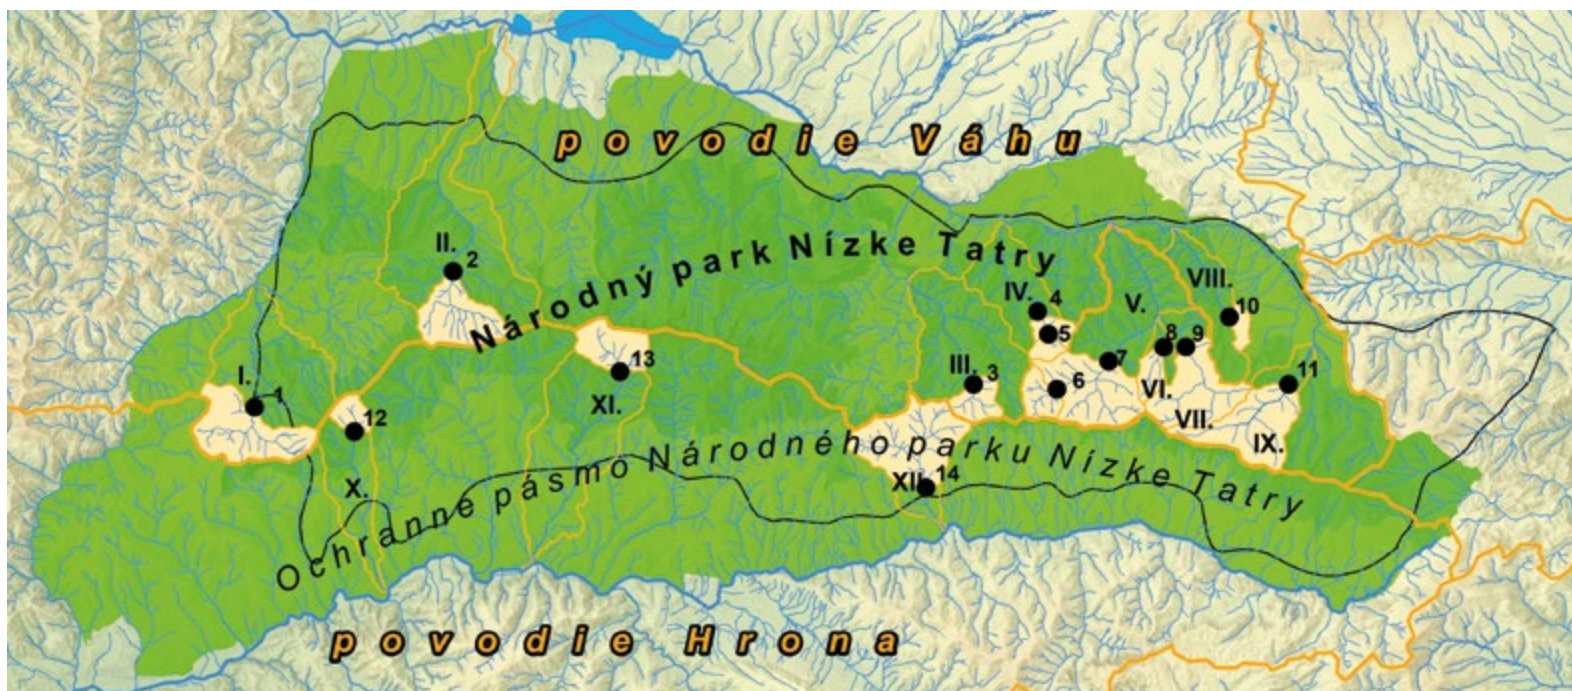 povodie Váhu
II.
2
Národný park Nízke Tatry
VIII.
IV.
4
V.
10
5
8
9
13
7
I.
1
III.
3
6
11
XI.
VI.
12
VII.
IX.
X.
XII.
14
Ochranné pásmo Národného parku Nízke Tatry
povodie Hrona